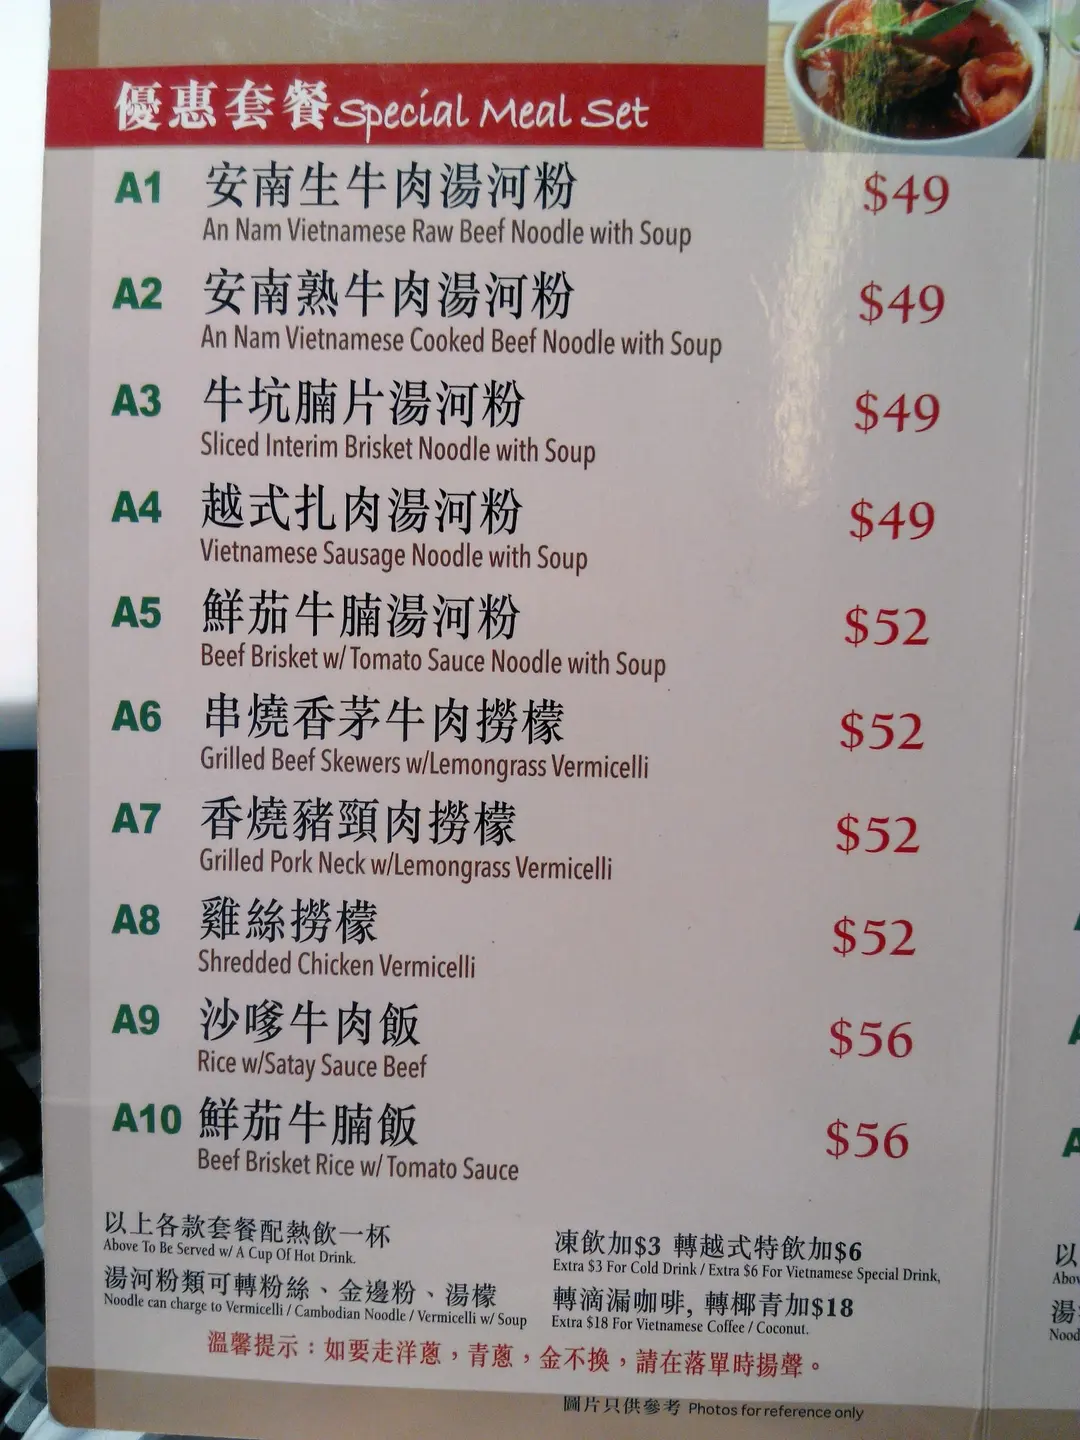 優惠套餐 Special Meal Set
A1 安南生牛肉湯河粉 $49
An Nam Vietnamese Raw Beef Noodle with Soup
A2 安南熟牛肉湯河粉 $49
An Nam Vietnamese Cooked Beef Noodle with Soup
A3 牛坑腩片湯河粉 $49
Sliced Interim Brisket Noodle with Soup
A4 越式扎肉湯河粉 $49
Vietnamese Sausage Noodle with Soup
A5 鮮茄牛腩湯河粉 $52
Beef Brisket w/ Tomato Sauce Noodle with Soup
A6 串燒香茅牛肉撈檬 $52
Grilled Beef Skewers w/Lemongrass Vermicelli
A7 香燒豬頸肉撈檬 $52
Grilled Pork Neck w/Lemongrass Vermicelli
A8 雞絲撈檬 $52
Shredded Chicken Vermicelli
A9 沙嗲牛肉飯 $56
Rice w/Satay Sauce Beef
A10 鮮茄牛腩飯 $56
Beef Brisket Rice w/ Tomato Sauce
以上各款套餐配熱飲一杯
Above To Be Served w/ A Cup Of Hot Drink.
湯河粉類可轉粉絲、金邊粉、湯檬
Noodle can charge to Vermicelli / Cambodian Noodle / Vermicelli w/ Soup
凍飲加$3 轉越式特飲加$6
Extra $3 For Cold Drink / Extra $6 For Vietnamese Special Drink,
轉滴漏咖啡, 轉椰青加$18
Extra $18 For Vietnamese Coffee / Coconut.
溫馨提示：如要走洋蔥，青蔥，金不換，請在落單時揚聲。
圖片只供參考 Photos for reference only